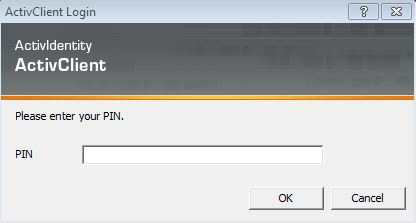 ActivClient Login
ActivIdentity
ActivClient
Please enter your PIN.
PIN
OK Cancel